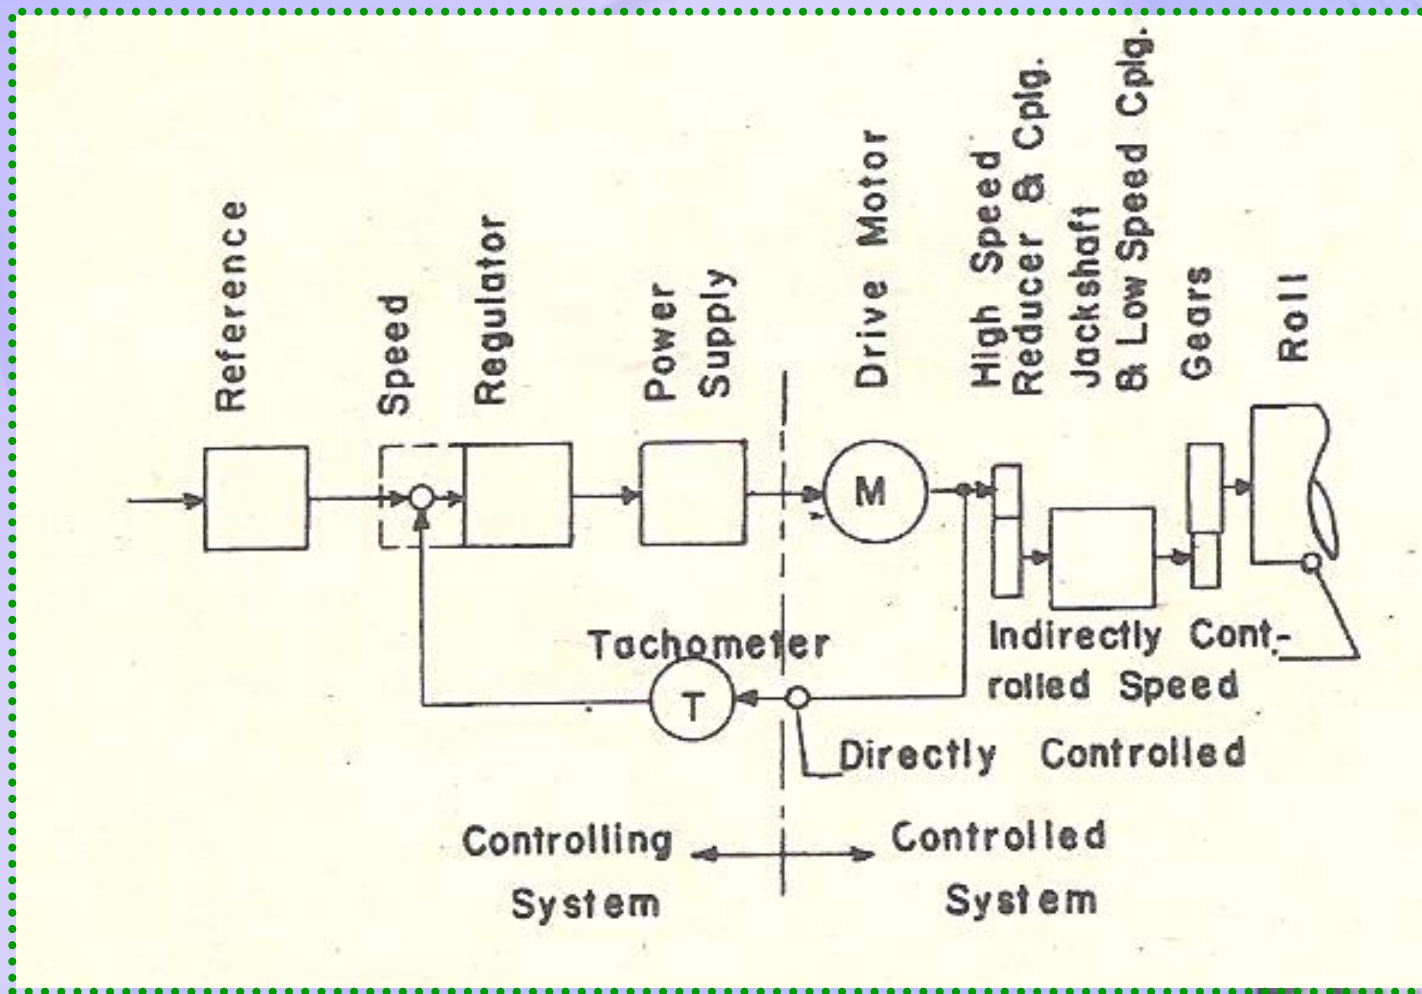 Reference
Speed
Regulator
Power
Supply
Drive Motor
High Speed
Reducer & Cplg.
Jackshaft
& Low Speed Cplg.
Gears
Roll
M
Tachometer
T
Indirectly Cont-
rolled Speed
Directly Controlled
Controlling
System
Controlled
System